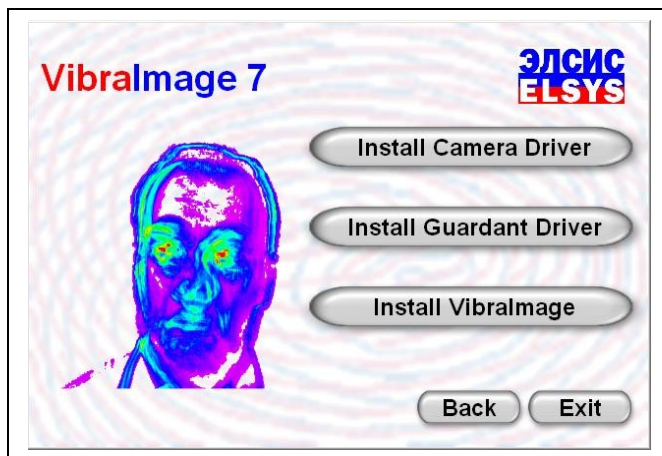 VibraImage 7
ЭЛСИС
ELSYS
Install Camera Driver
Install Guardant Driver
Install VibraImage
Back
Exit